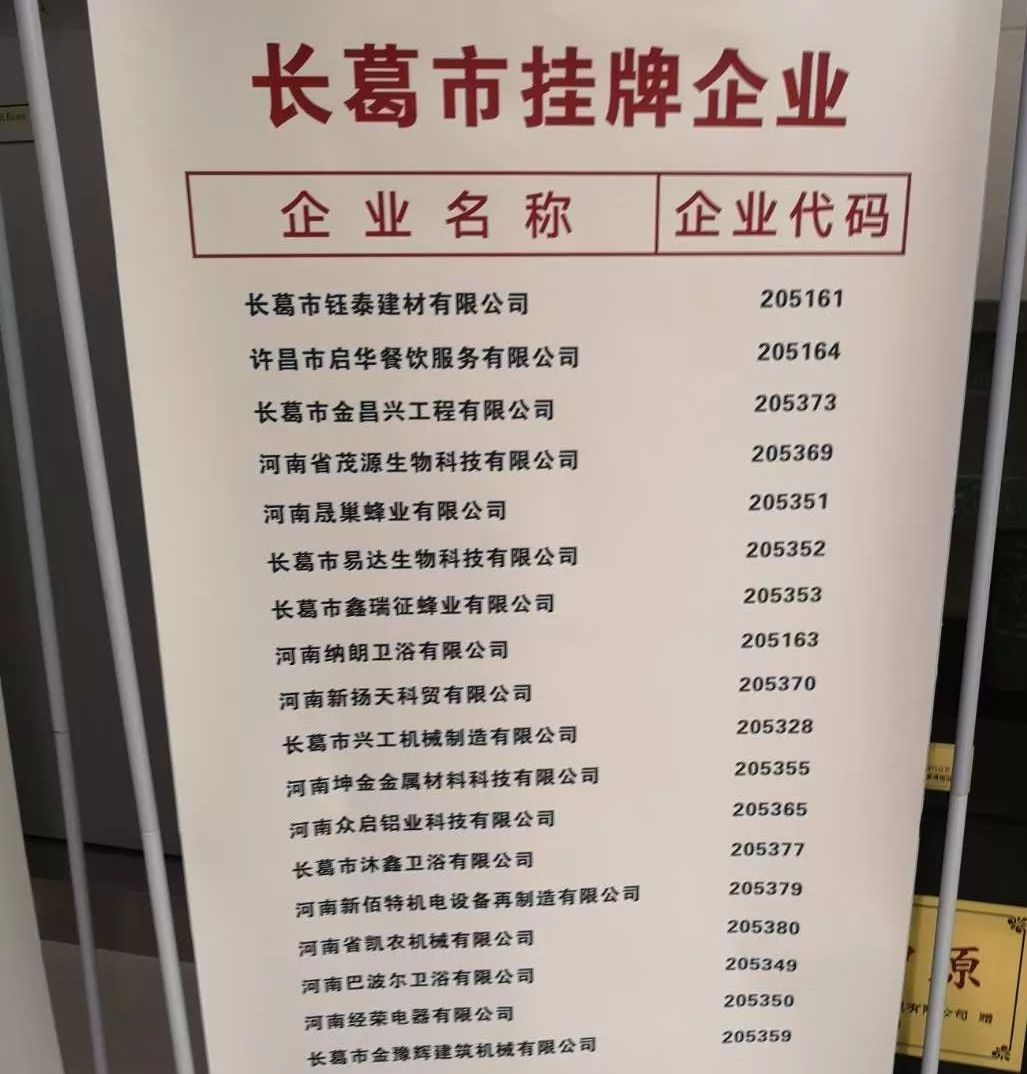 长葛市挂牌企业
企业名称 企业代码
长葛市钰泰建材有限公司 205161
许昌市启华餐饮服务有限公司 205164
长葛市金昌兴工程有限公司 205373
河南省茂源生物科技有限公司 205369
河南晟巢蜂业有限公司 205351
长葛市易达生物科技有限公司 205352
长葛市鑫瑞征蜂业有限公司 205353
河南纳朗卫浴有限公司 205163
河南新扬天科贸有限公司 205370
长葛市兴工机械制造有限公司 205328
河南坤金金属材料科技有限公司 205355
河南众启铝业科技有限公司 205365
长葛市沐鑫卫浴有限公司 205377
河南新佰特机电设备再制造有限公司 205379
河南省凯农机械有限公司 205380
河南巴波尔卫浴有限公司 205349
河南经荣电器有限公司 205350
长葛市金豫辉建筑机械有限公司 205359
源
有限公司 赠